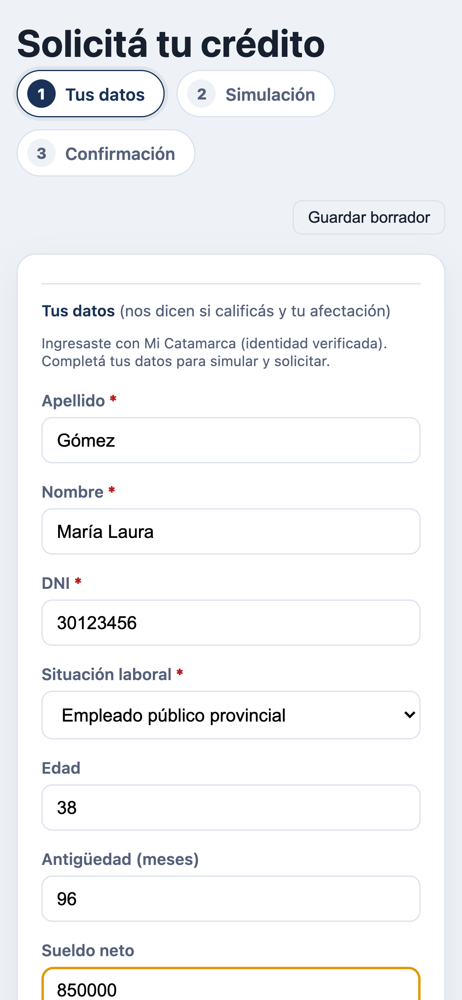 Solicitá tu crédito
1 Tus datos
2 Simulación
3 Confirmación
Guardar borrador
Tus datos (nos dicen si calificás y tu afectación)
Ingresaste con Mi Catamarca (identidad verificada).
Completá tus datos para simular y solicitar.
Apellido *
Gómez
Nombre *
María Laura
DNI *
30123456
Situación laboral *
Empleado público provincial
Edad
38
Antigüedad (meses)
96
Sueldo neto
850000